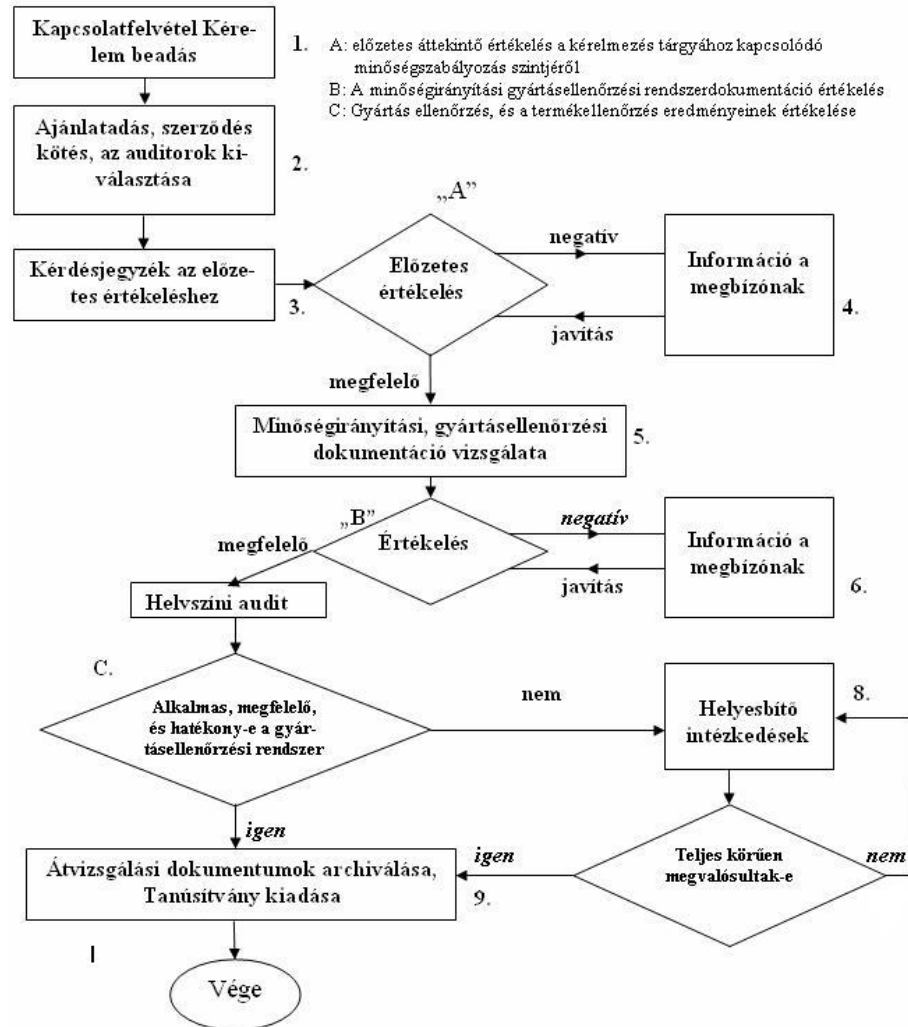 Kapcsolatfelvétel Kére-
lem beadás
1.
A: előzetes áttekintő értékelés a kérelmezés tárgyához kapcsolódó
minőségszabályozás szintjéről
B: A minőségirányítási gyártásellenőrzési rendszerdokumentáció értékelés
C: Gyártás ellenőrzés, és a termékellenőrzés eredményeinek értékelése
Ajánlatadás, szerződés
kötés, az auditorok ki-
választása
2.
„A”
Kérdésjegyzék az előze-
tes értékeléshez
3.
Előzetes
értékelés
negatív
javítás
Információ a
megbízónak
4.
megfelelő
Minőségirányítási, gyártásellenőrzési
dokumentáció vizsgálata
5.
„B”
Értékelés
megfelelő
negatív
javítás
Információ a
megbízónak
6.
Helyszíni audit
C.
Alkalmas, megfelelő,
és hatékony-e a gyár-
tásellenőrzési rendszer
nem
Helyesbítő
intézkedések
8.
igen
Átvizsgálási dokumentumok archiválása,
Tanúsítvány kiadása
9.
igen
Teljes körűen
megvalósultak-e
nem
Vége